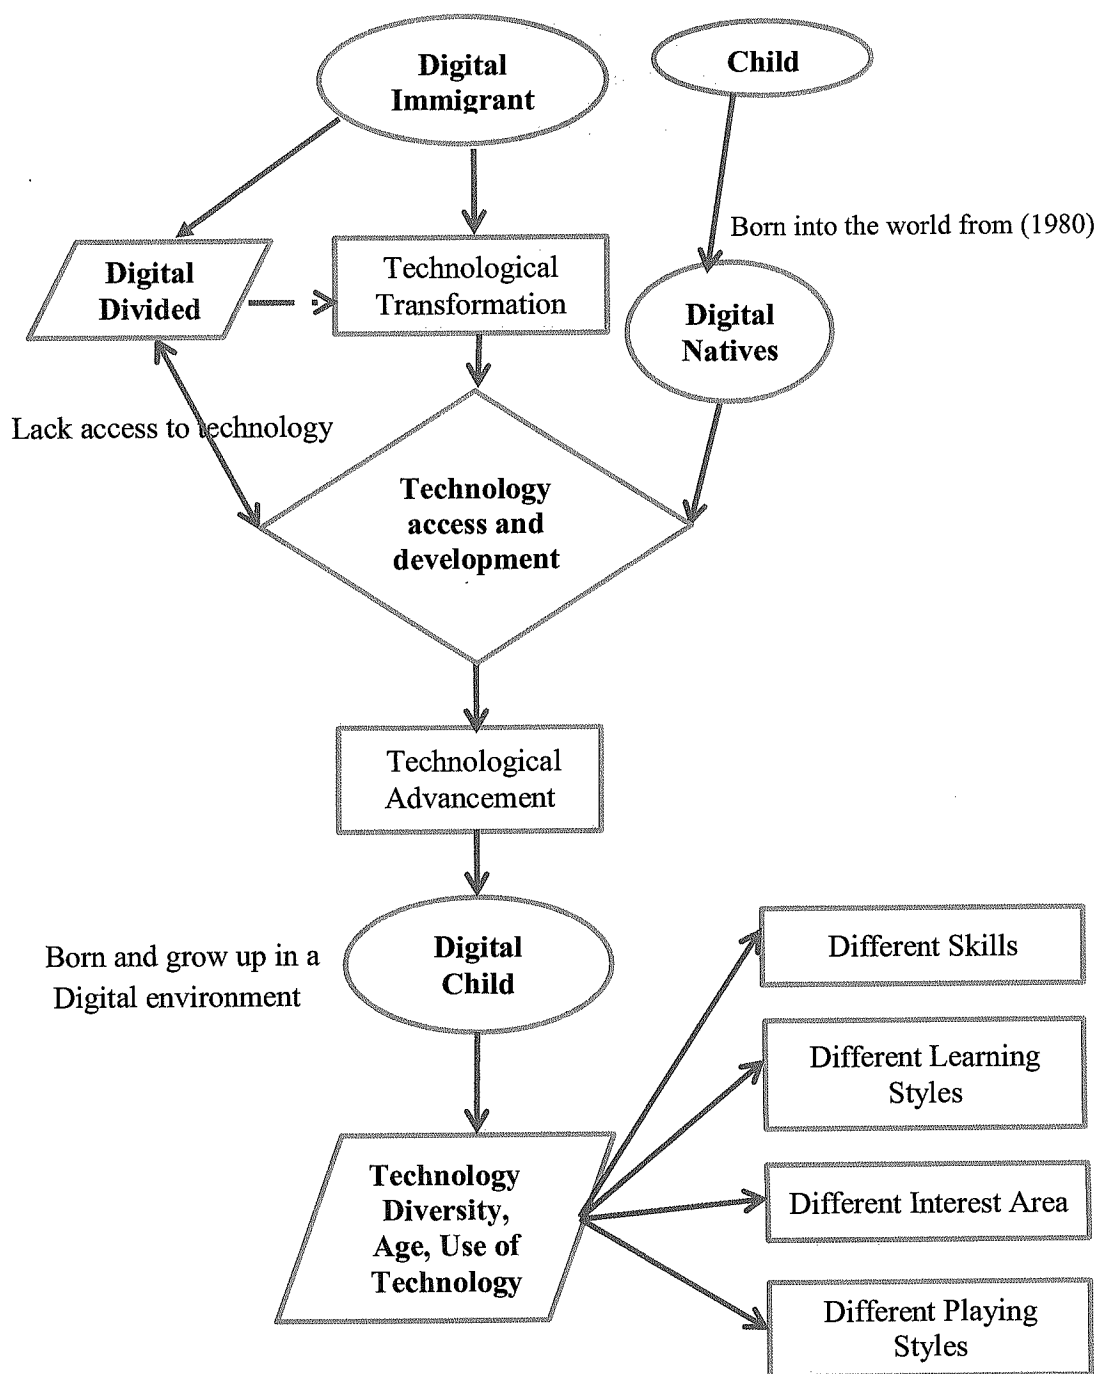 Digital
Immigrant
Child
Born into the world from (1980)
Digital
Divided
Technological
Transformation
Digital
Natives
Lack access to technology
Technology
access and
development
Technological
Advancement
Digital
Child
Born and grow up in a
Digital environment
Different Skills
Different Learning
Styles
Technology
Diversity,
Age, Use of
Technology
Different Interest Area
Different Playing
Styles